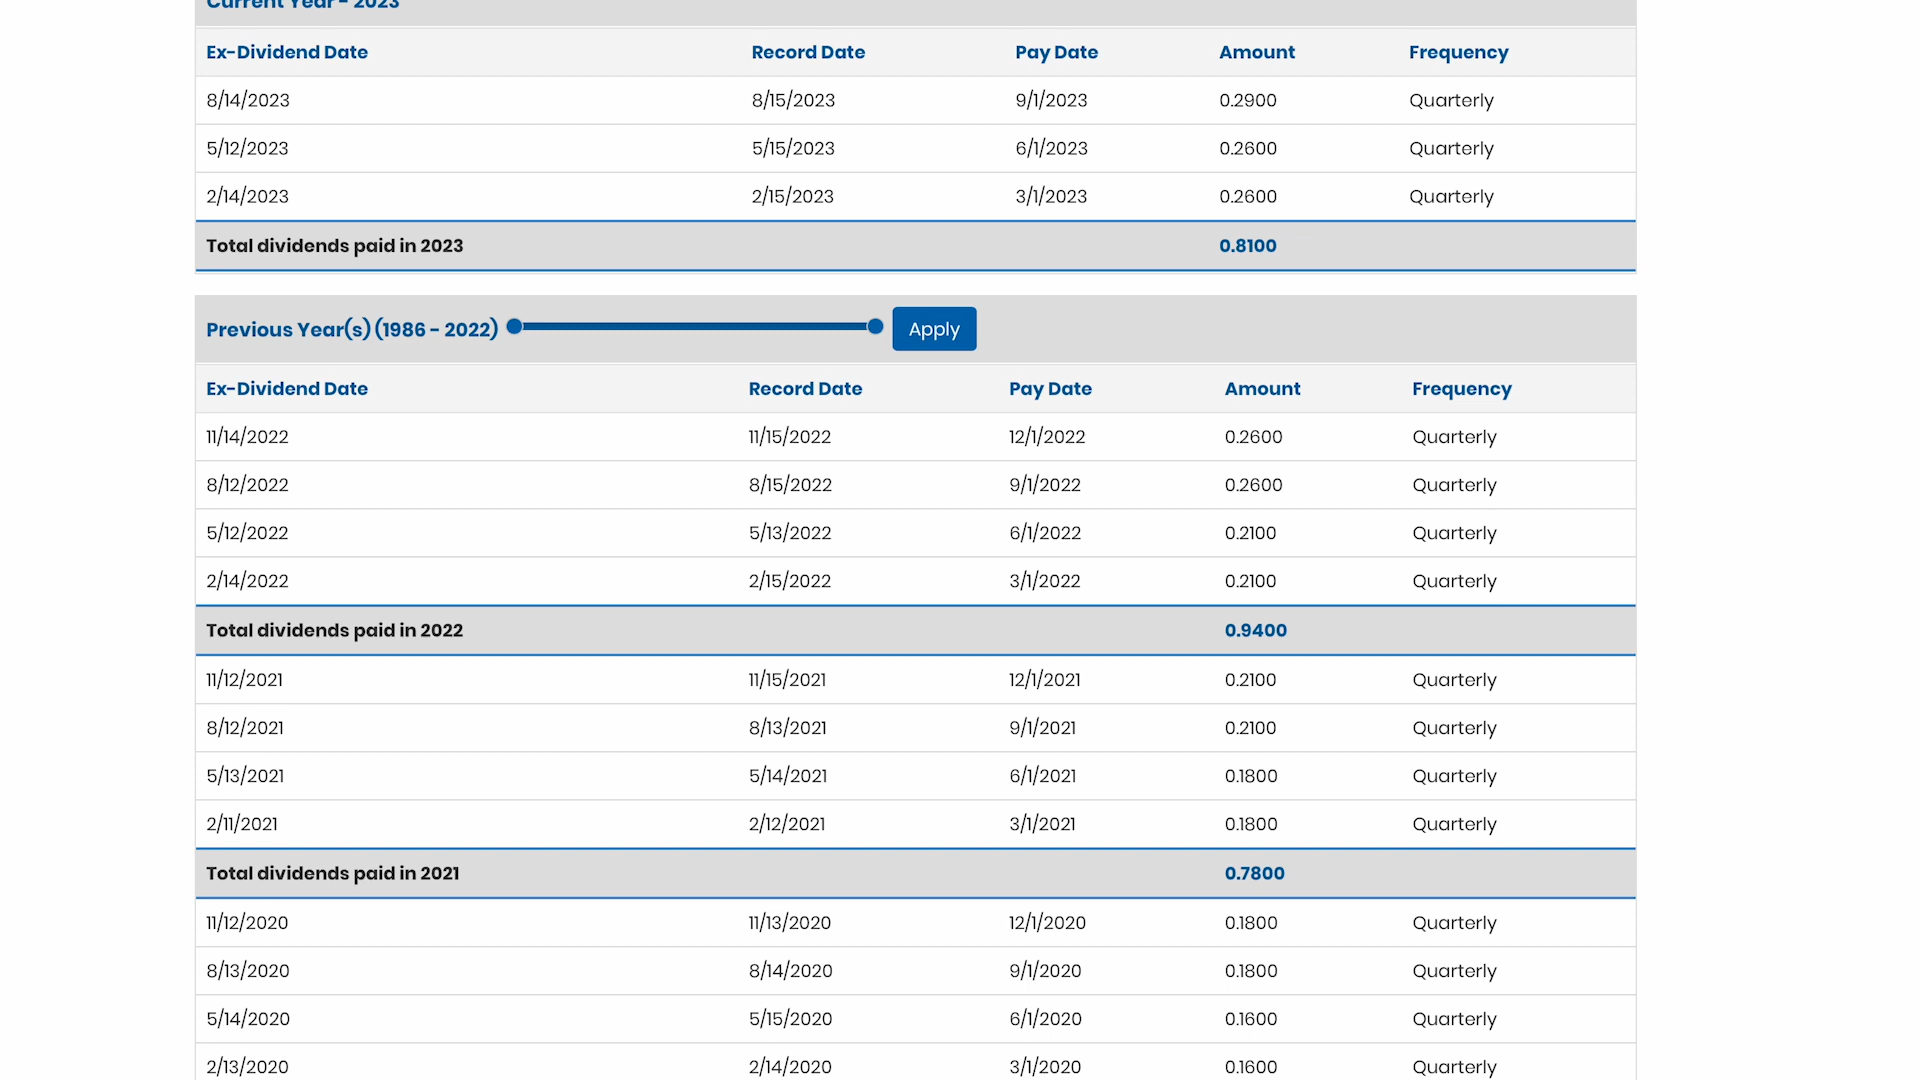 Current Year - 2023
Ex-Dividend Date Record Date Pay Date Amount Frequency
8/14/2023 8/15/2023 9/1/2023 0.2900 Quarterly
5/12/2023 5/15/2023 6/1/2023 0.2600 Quarterly
2/14/2023 2/15/2023 3/1/2023 0.2600 Quarterly
Total dividends paid in 2023 0.8100
Previous Year(s) (1986 - 2022) Apply
Ex-Dividend Date Record Date Pay Date Amount Frequency
11/14/2022 11/15/2022 12/1/2022 0.2600 Quarterly
8/12/2022 8/15/2022 9/1/2022 0.2600 Quarterly
5/12/2022 5/13/2022 6/1/2022 0.2100 Quarterly
2/14/2022 2/15/2022 3/1/2022 0.2100 Quarterly
Total dividends paid in 2022 0.9400
11/12/2021 11/15/2021 12/1/2021 0.2100 Quarterly
8/12/2021 8/13/2021 9/1/2021 0.2100 Quarterly
5/13/2021 5/14/2021 6/1/2021 0.1800 Quarterly
2/11/2021 2/12/2021 3/1/2021 0.1800 Quarterly
Total dividends paid in 2021 0.7800
11/12/2020 11/13/2020 12/1/2020 0.1800 Quarterly
8/13/2020 8/14/2020 9/1/2020 0.1800 Quarterly
5/14/2020 5/15/2020 6/1/2020 0.1600 Quarterly
2/13/2020 2/14/2020 3/1/2020 0.1600 Quarterly